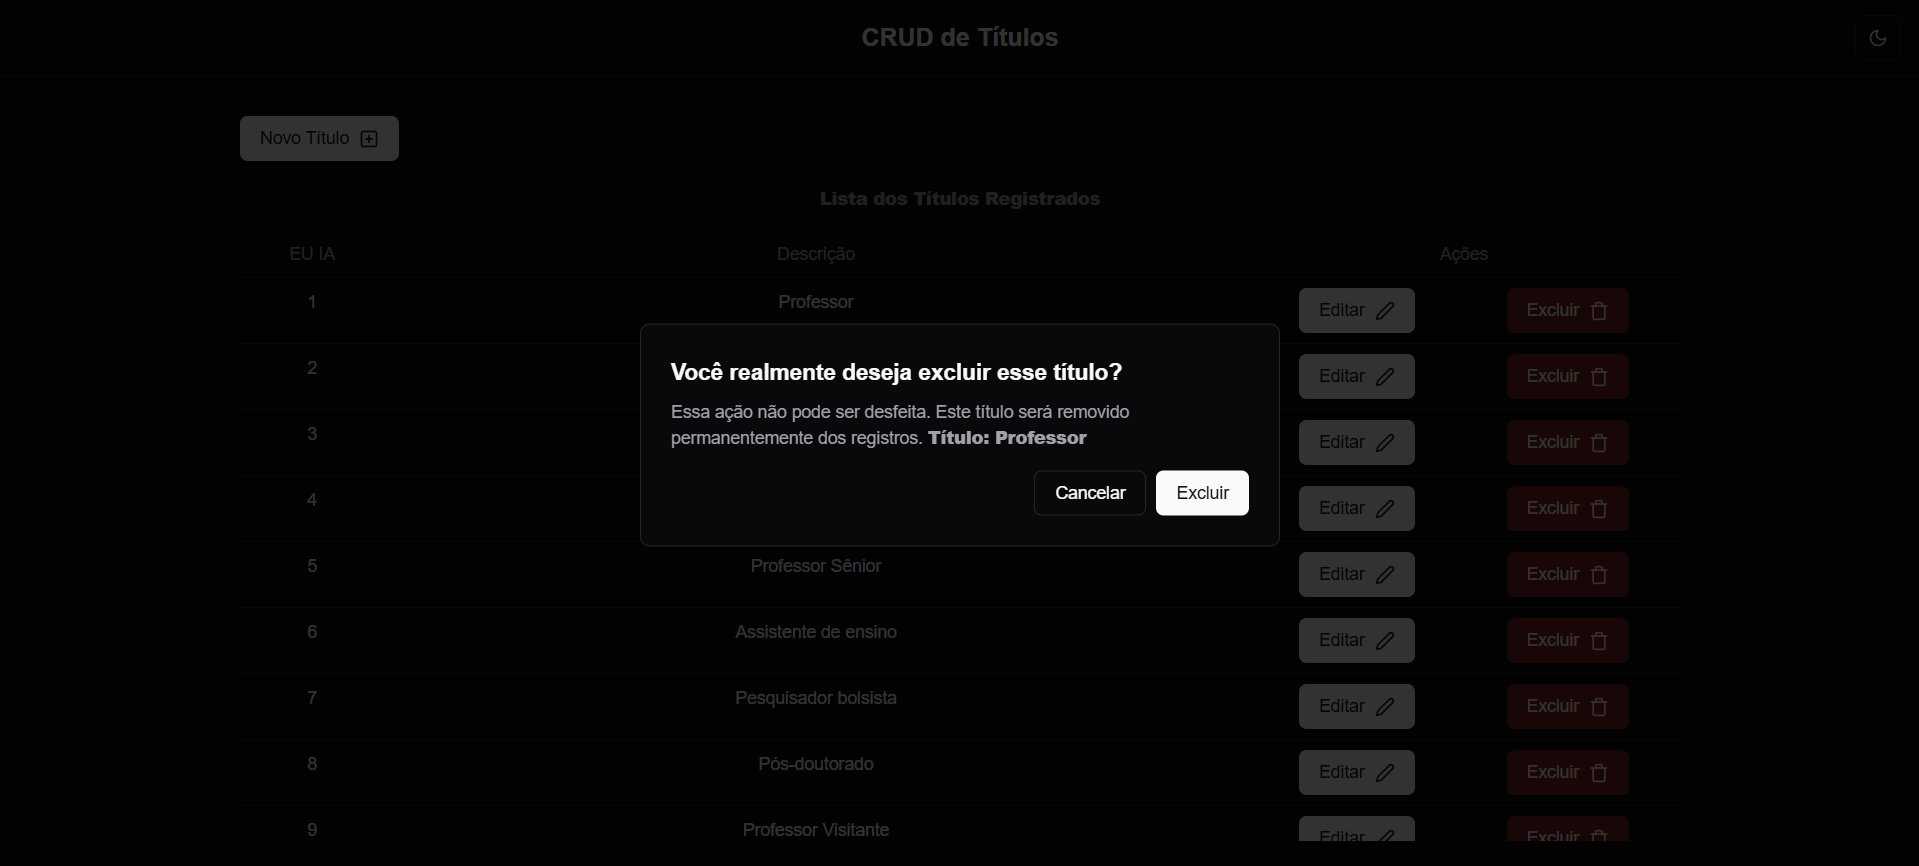 CRUD de Títulos
Novo Título
Lista dos Títulos Registrados
EU IA Descrição Ações
1 Professor Editar Excluir
2 Editar Excluir
Você realmente deseja excluir esse título?
Essa ação não pode ser desfeita. Este título será removido
permanentemente dos registros. Título: Professor
Cancelar Excluir
3 Editar Excluir
4 Editar Excluir
5 Professor Sênior Editar Excluir
6 Assistente de ensino Editar Excluir
7 Pesquisador bolsista Editar Excluir
8 Pós-doutorado Editar Excluir
9 Professor Visitante Editar Excluir